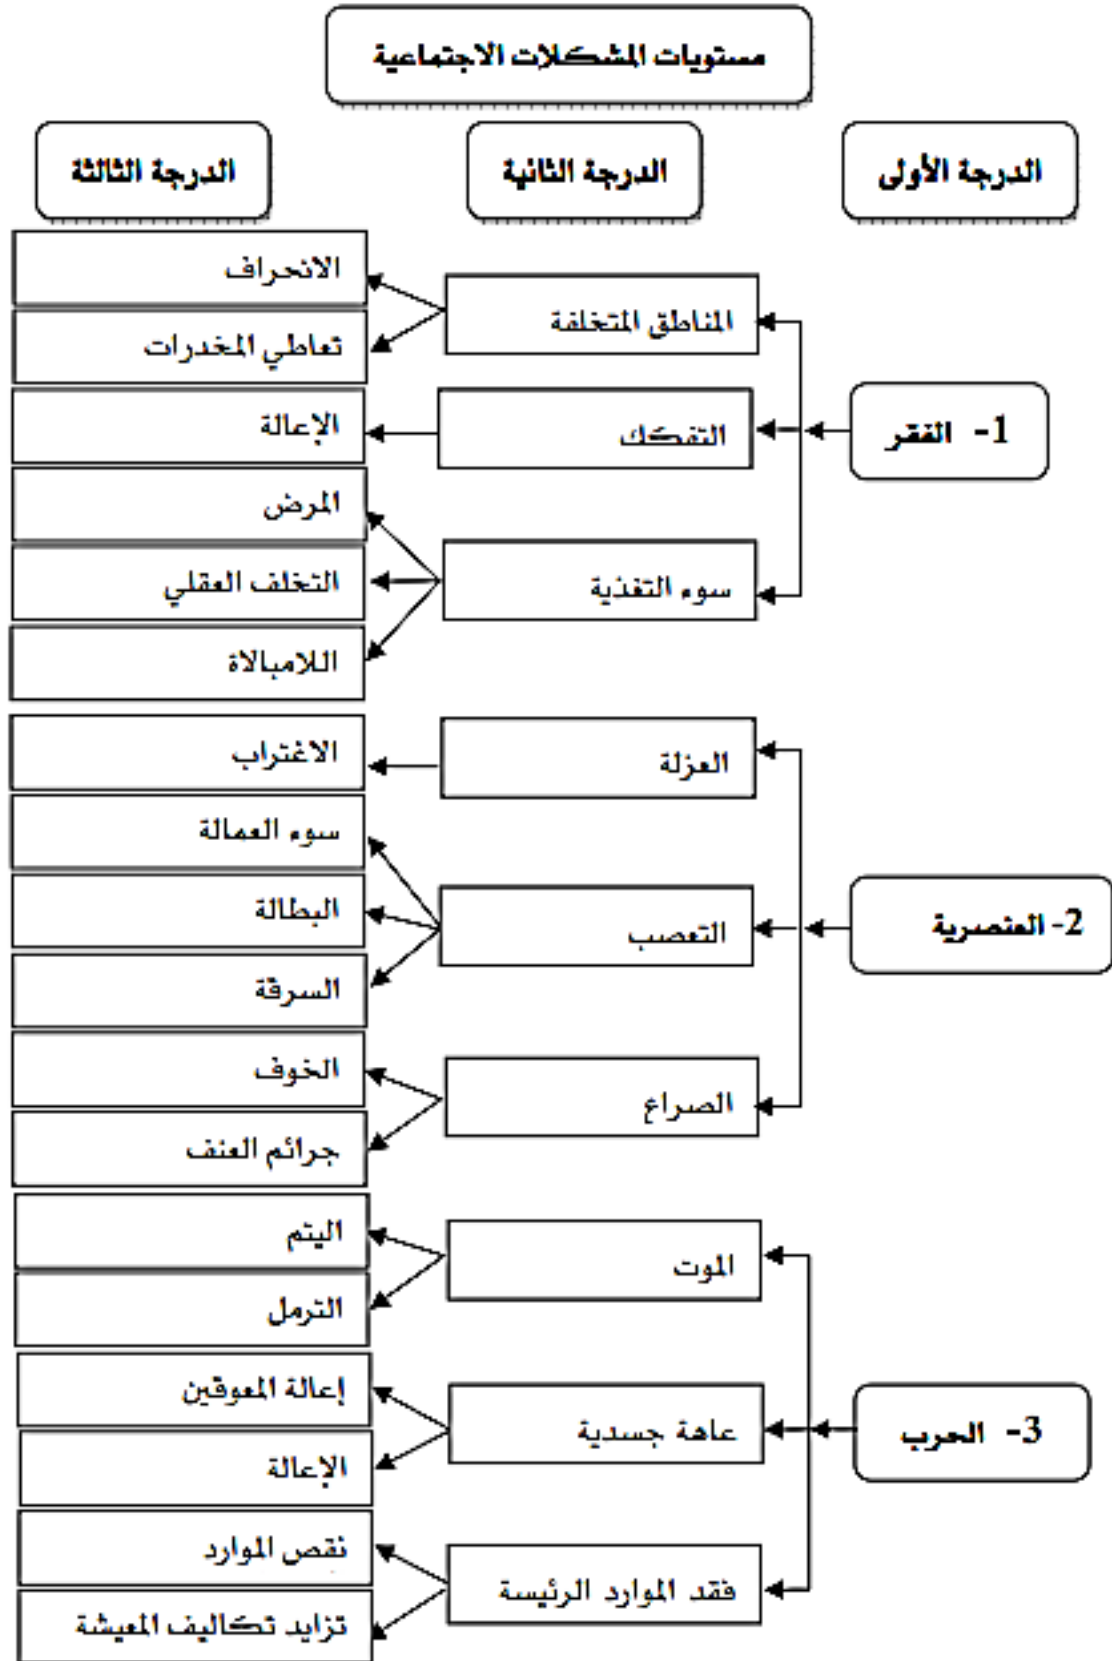 مستويات المشكلات الاجتماعية
الدرجة الأولى
الدرجة الثانية
الدرجة الثالثة
1- الفقر
المناطق المتخلفة
الانحراف
تعاطي المخدرات
التفكك
الإعالة
سوء التغذية
المرض
التخلف العقلي
اللامبالاة
2- العنصرية
العزلة
الاغتراب
التعصب
سوء العمالة
البطالة
السرقة
الصراع
الخوف
جرائم العنف
3- الحرب
الموت
اليتم
الترمل
عاهة جسدية
إعالة المعوقين
الإعالة
فقد الموارد الرئيسة
نقص الموارد
تزايد تكاليف المعيشة